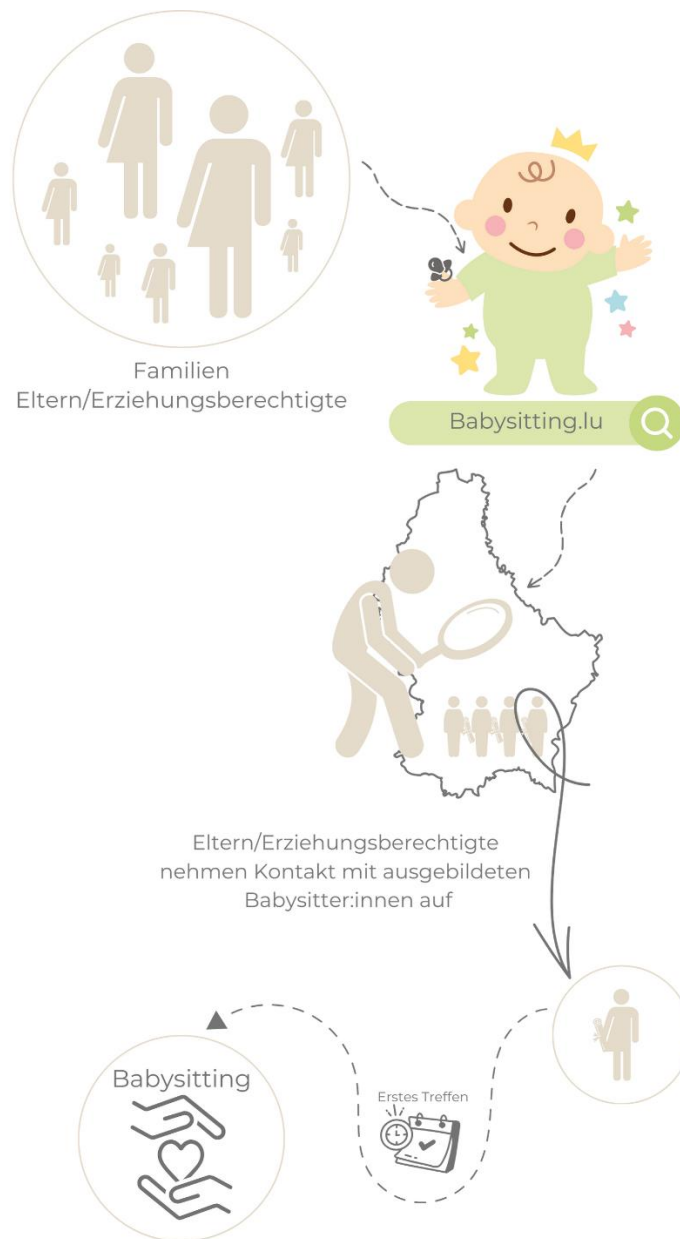 Familien
Eltern/Erziehungsberechtigte
Babysitting.lu
Eltern/Erziehungsberechtigte
nehmen Kontakt mit ausgebildeten
Babysitter:innen auf
Erstes Treffen
Babysitting